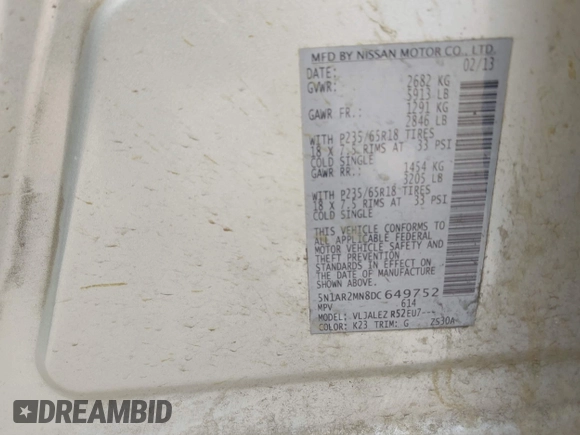 MFD BY NISSAN MOTOR CO., LTD.
DATE: 02/13
GVWR: 2682 KG
5913 LB
GAWR FR.: 1291 KG
2846 LB
WITH P235/65R18 TIRES
18 X 7.5 RIMS AT 33 PSI
COLD SINGLE
GAWR RR.: 1454 KG
3205 LB
WITH P235/65R18 TIRES
18 X 7.5 RIMS AT 33 PSI
COLD SINGLE
THIS VEHICLE CONFORMS TO
ALL APPLICABLE FEDERAL
MOTOR VEHICLE SAFETY AND
THEFT PREVENTION
STANDARDS IN EFFECT ON
THE DATE OF MANUFACTURE
SHOWN ABOVE.
5N1AR2MN8DC649752
MPV 614
MODEL: VLJALEZ R52EU7---
COLOR: K23 TRIM: G ZS30A
DREAMBID